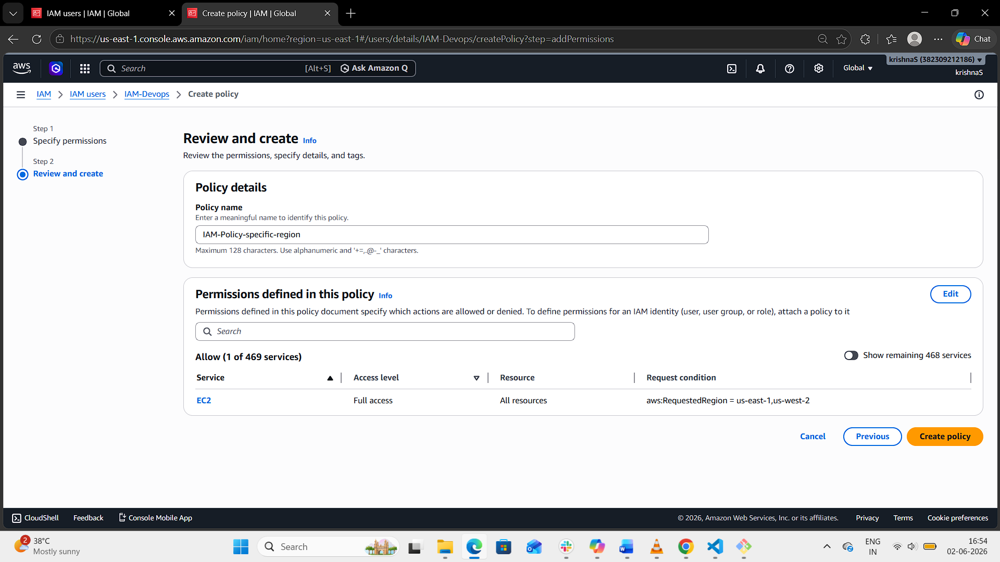 IAM users | IAM | Global
Create policy | IAM | Global
https://us-east-1.console.aws.amazon.com/iam/home?region=us-east-1#/users/details/IAM-Devops/createPolicy?step=addPermissions
Chat
aws
Search
[Alt+S]
Ask Amazon Q
Global
krishnaS (382309212186)
krishnaS
IAM
IAM users
IAM-Devops
Create policy
Step 1
Specify permissions
Step 2
Review and create
Review and create Info
Review the permissions, specify details, and tags.
Policy details
Policy name
Enter a meaningful name to identify this policy.
IAM-Policy-specific-region
Maximum 128 characters. Use alphanumeric and '+=,.@-_' characters.
Permissions defined in this policy Info
Edit
Permissions defined in this policy document specify which actions are allowed or denied. To define permissions for an IAM identity (user, user group, or role), attach a policy to it
Search
Allow (1 of 469 services)
Show remaining 468 services
Service Access level Resource Request condition
EC2 Full access All resources aws:RequestedRegion = us-east-1,us-west-2
Cancel
Previous
Create policy
CloudShell
Feedback
Console Mobile App
© 2026, Amazon Web Services, Inc. or its affiliates.
Privacy
Terms
Cookie preferences
2
38°C
Mostly sunny
Search
ENG
IN
16:54
02-06-2026